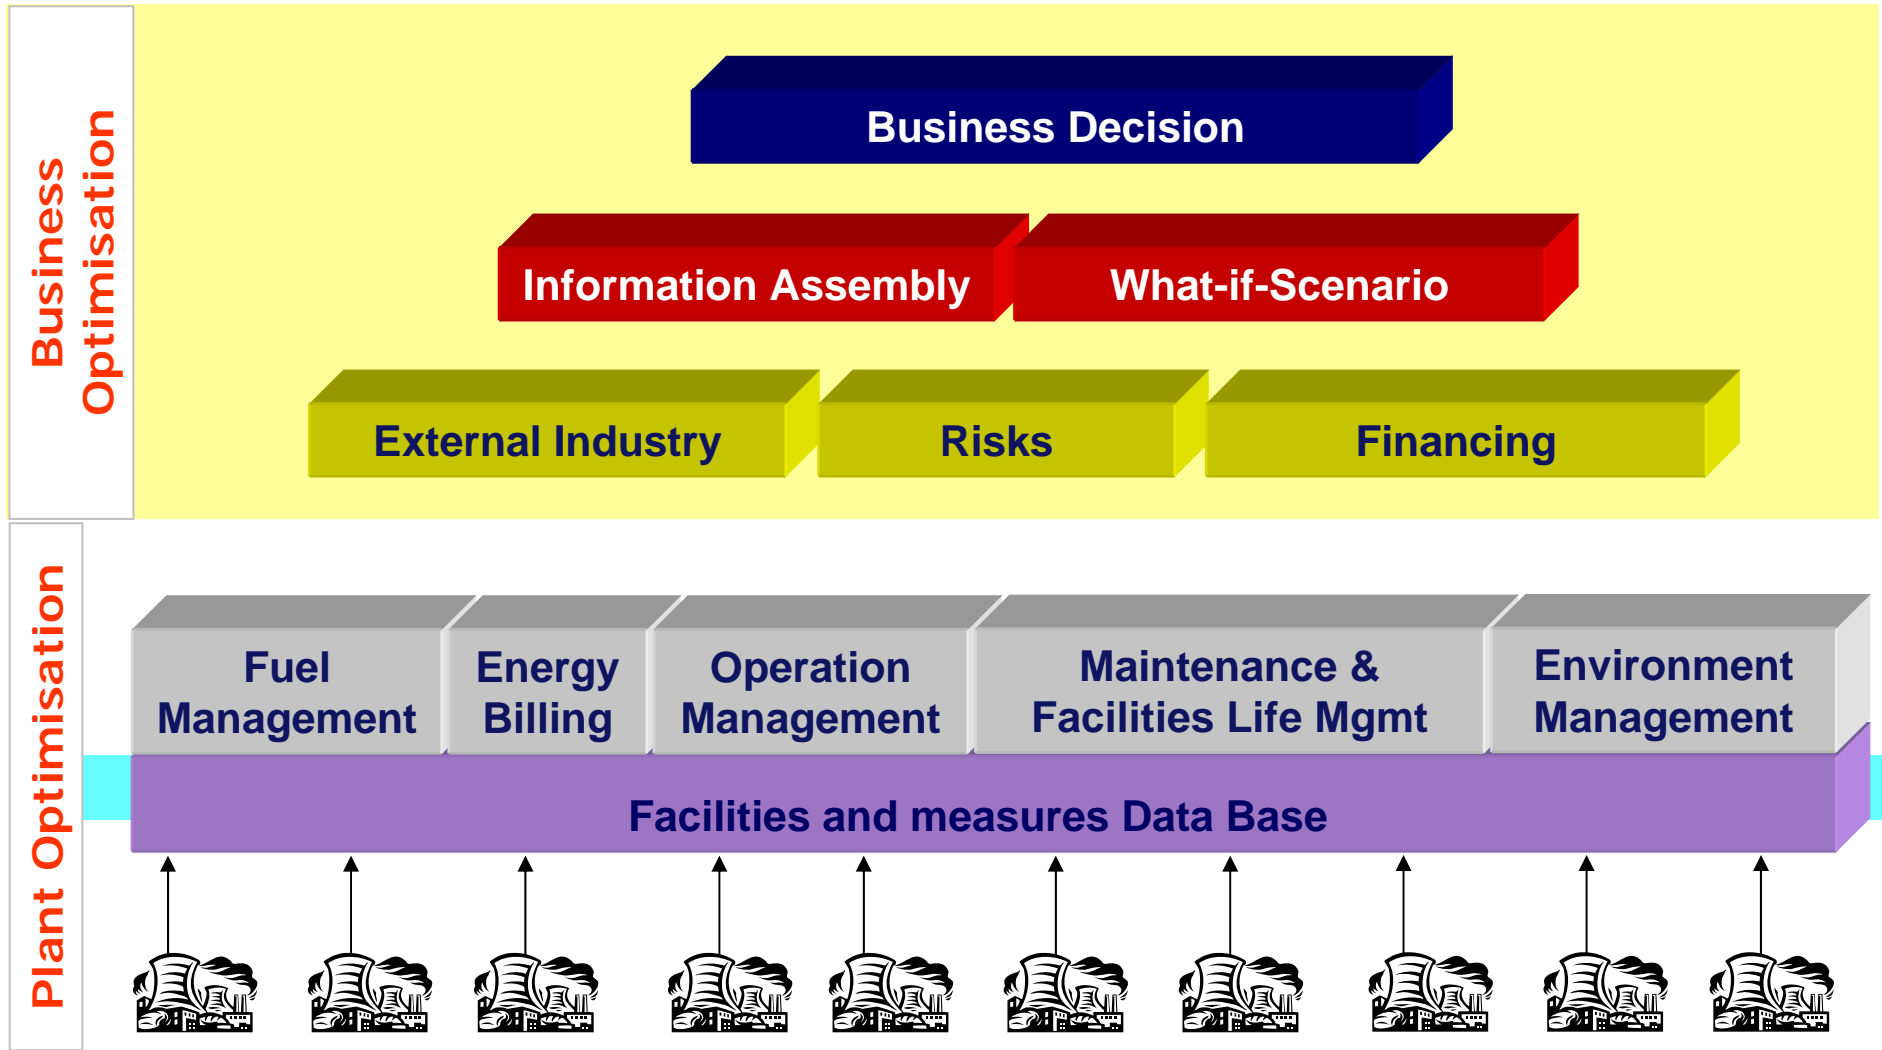 Business
Optimisation
Business Decision
Information Assembly
What-if-Scenario
External Industry
Risks
Financing
Plant Optimisation
Fuel
Management
Energy
Billing
Operation
Management
Maintenance &
Facilities Life Mgmt
Environment
Management
Facilities and measures Data Base